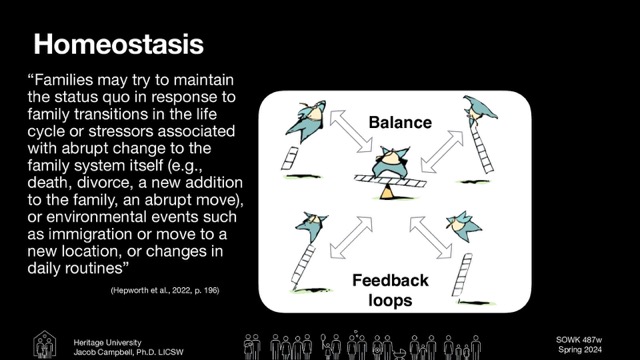 Homeostasis
“Families may try to maintain
the status quo in response to
family transitions in the life
cycle or stressors associated
with abrupt change to the
family system itself (e.g.,
death, divorce, a new addition
to the family, an abrupt move),
or environmental events such
as immigration or move to a
new location, or changes in
daily routines”
(Hepworth et al., 2022, p. 196)
Balance
Feedback
loops
Heritage University
Jacob Campbell, Ph.D. LICSW
SOWK 487w
Spring 2024